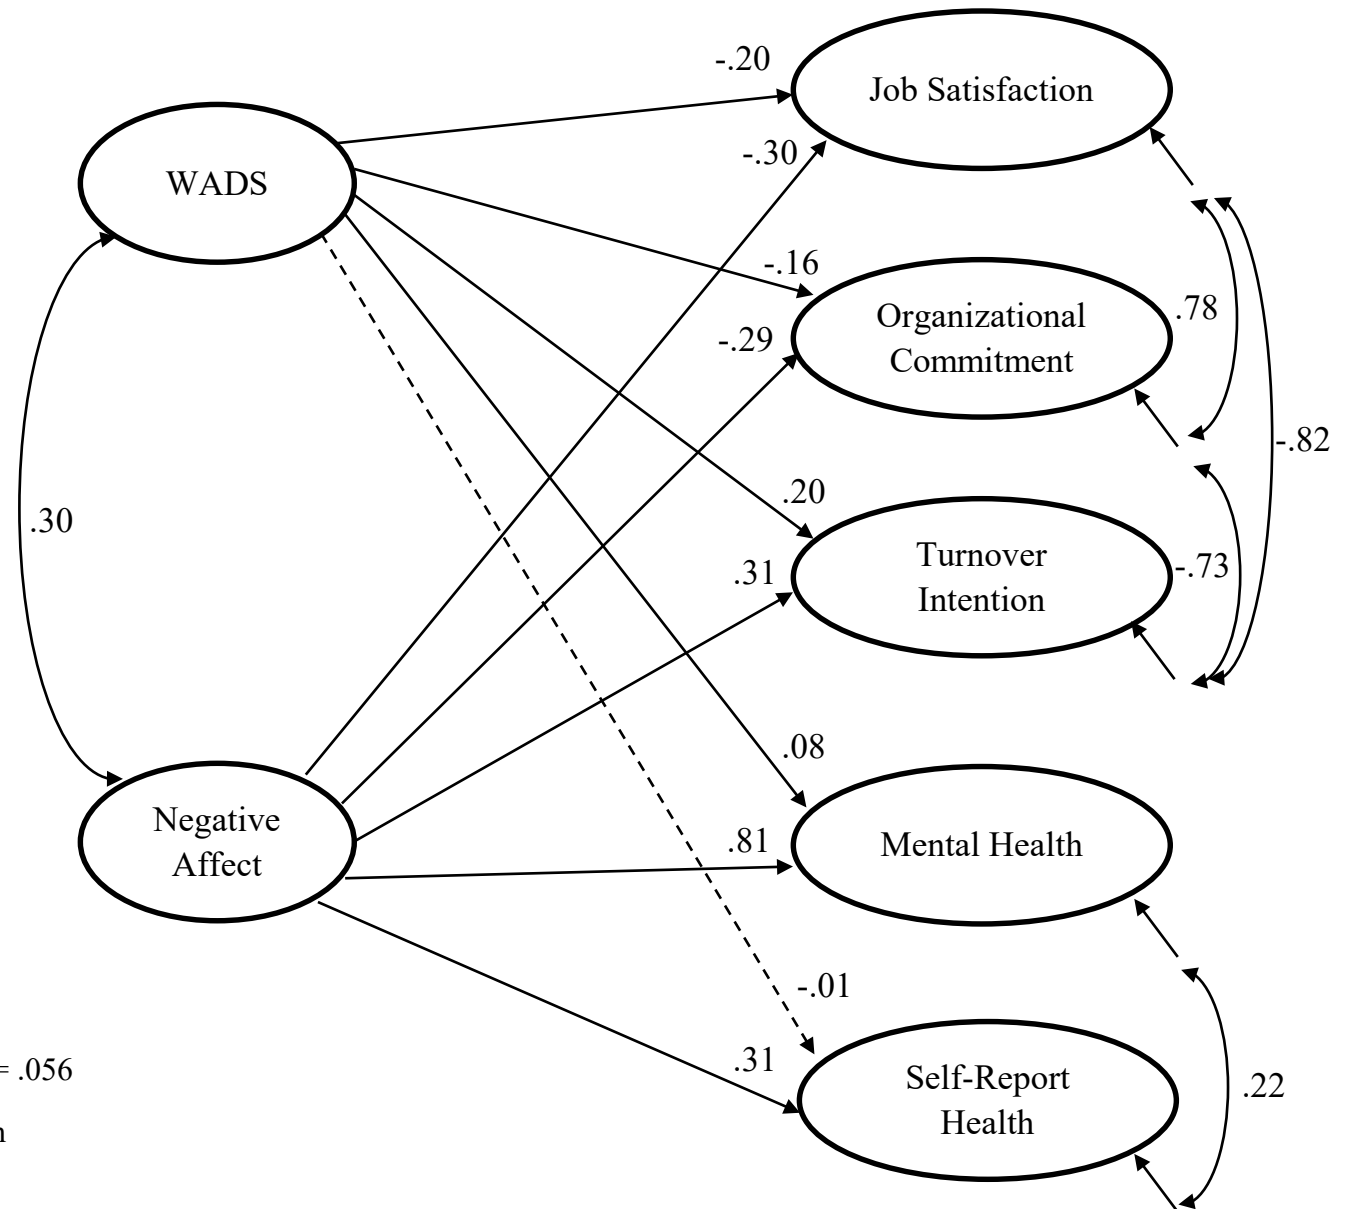 -.20
Job Satisfaction
-.30
WADS
-.16
Organizational
Commitment
.78
-.29
-.82
.20
.30
Turnover
Intention
.31
-.73
.08
Negative
Affect
.81
Mental Health
-.01
.31
Self-Report
Health
.22
= .056